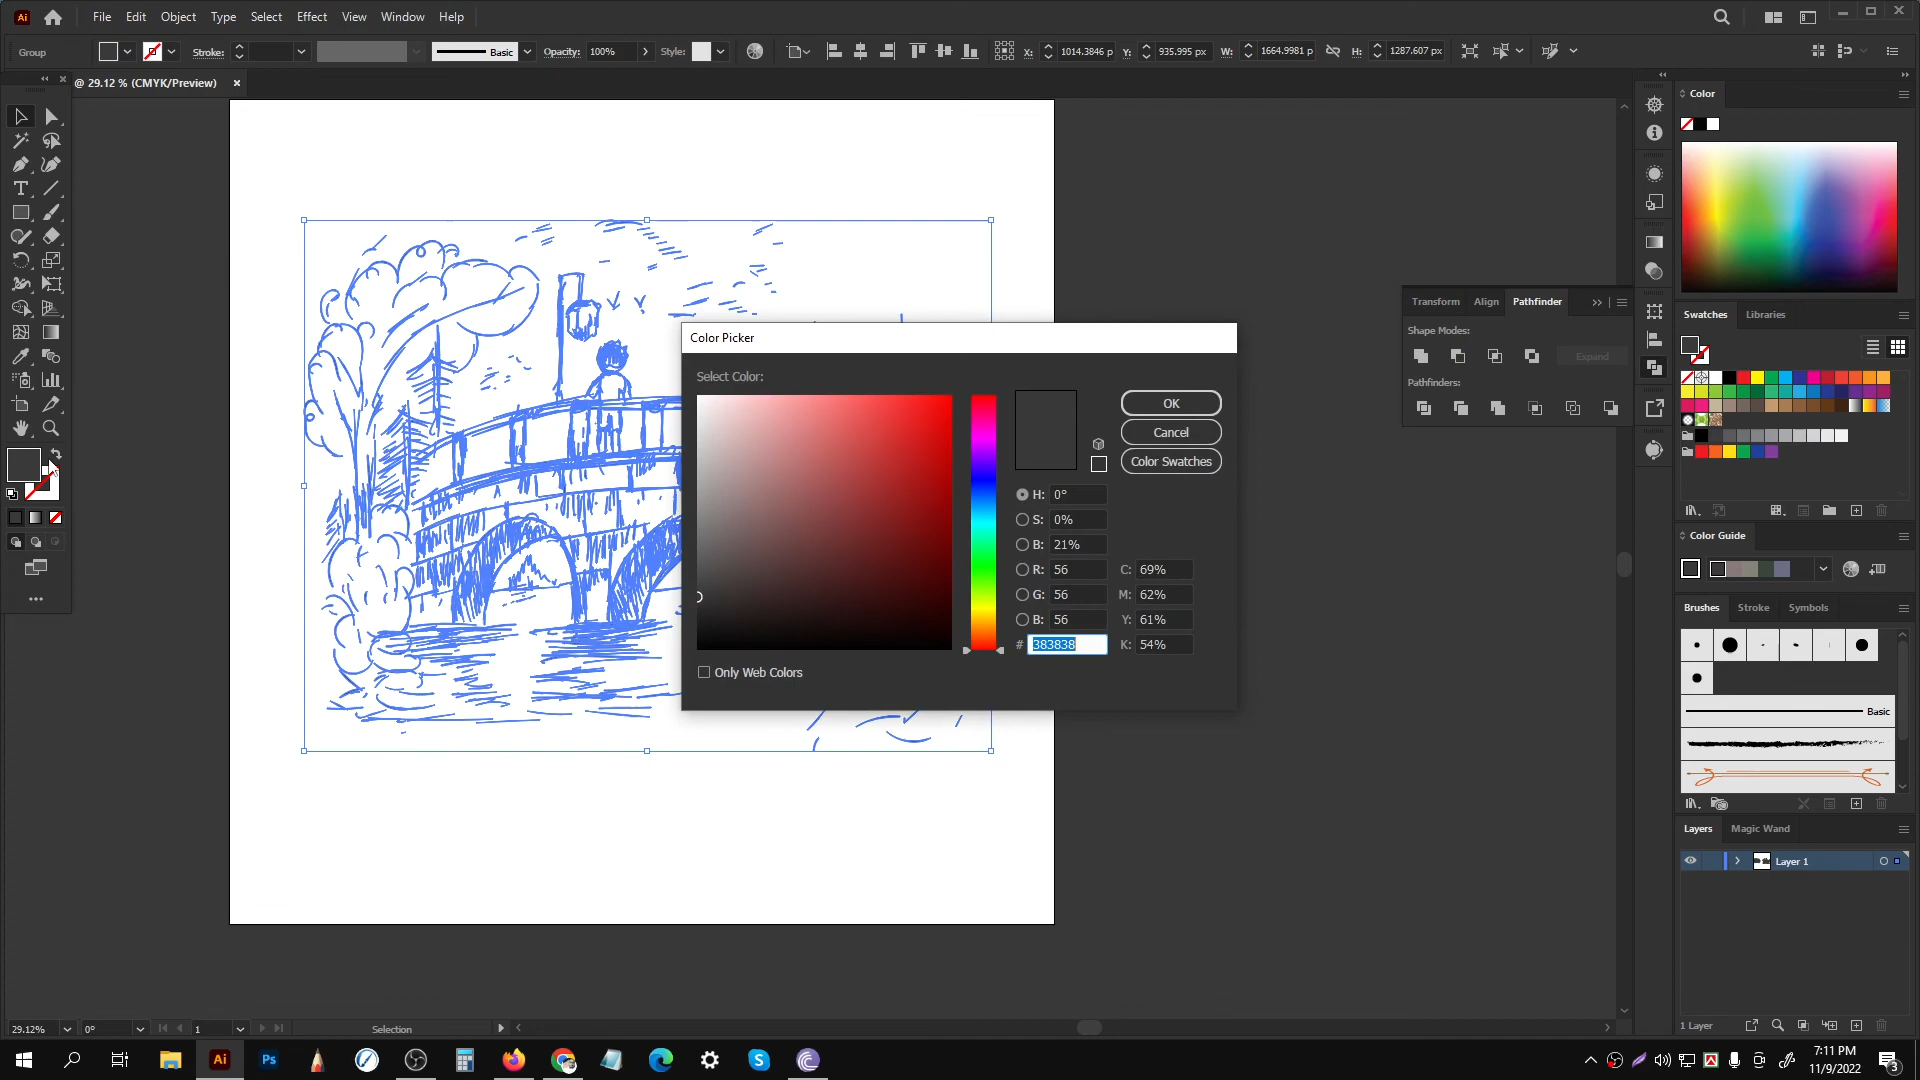 Ai File Edit Object Type Select Effect View Window Help
Group Stroke: Basic Opacity: 100% Style: X: 1014.3846 p Y: 935.995 px W: 1664.9981 p H: 1287.607 px
@ 29.12 % (CMYK/Preview)
Color
Transform Align Pathfinder
Shape Modes:
Expand
Pathfinders:
Swatches Libraries
Color Picker
Select Color:
OK
Cancel
Color Swatches
H: 0°
S: 0%
B: 21%
R: 56 C: 69%
G: 56 M: 62%
B: 56 Y: 61%
# 383838 K: 54%
Only Web Colors
Color Guide
Brushes Stroke Symbols
Basic
Layers Magic Wand
Layer 1
1 Layer
29.12% 0° 1 Selection
Ai Ps
7:11 PM
11/9/2022
3